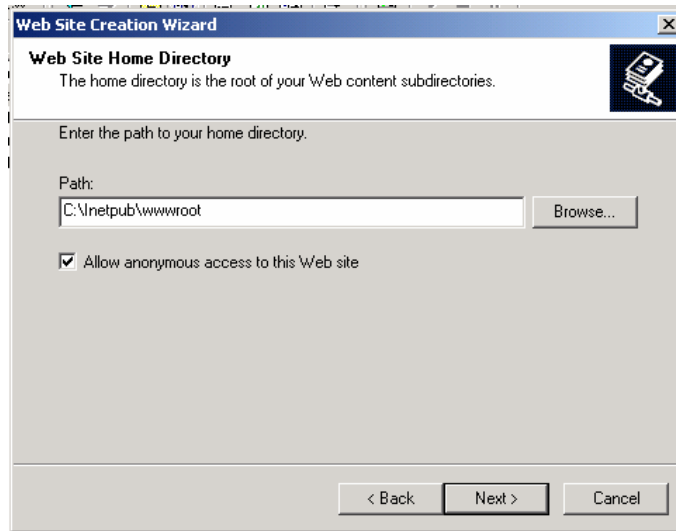 Web Site Creation Wizard
Web Site Home Directory
The home directory is the root of your Web content subdirectories.
Enter the path to your home directory.
Path:
C:\Inetpub\wwwroot
Browse...
Allow anonymous access to this Web site
< Back
Next >
Cancel